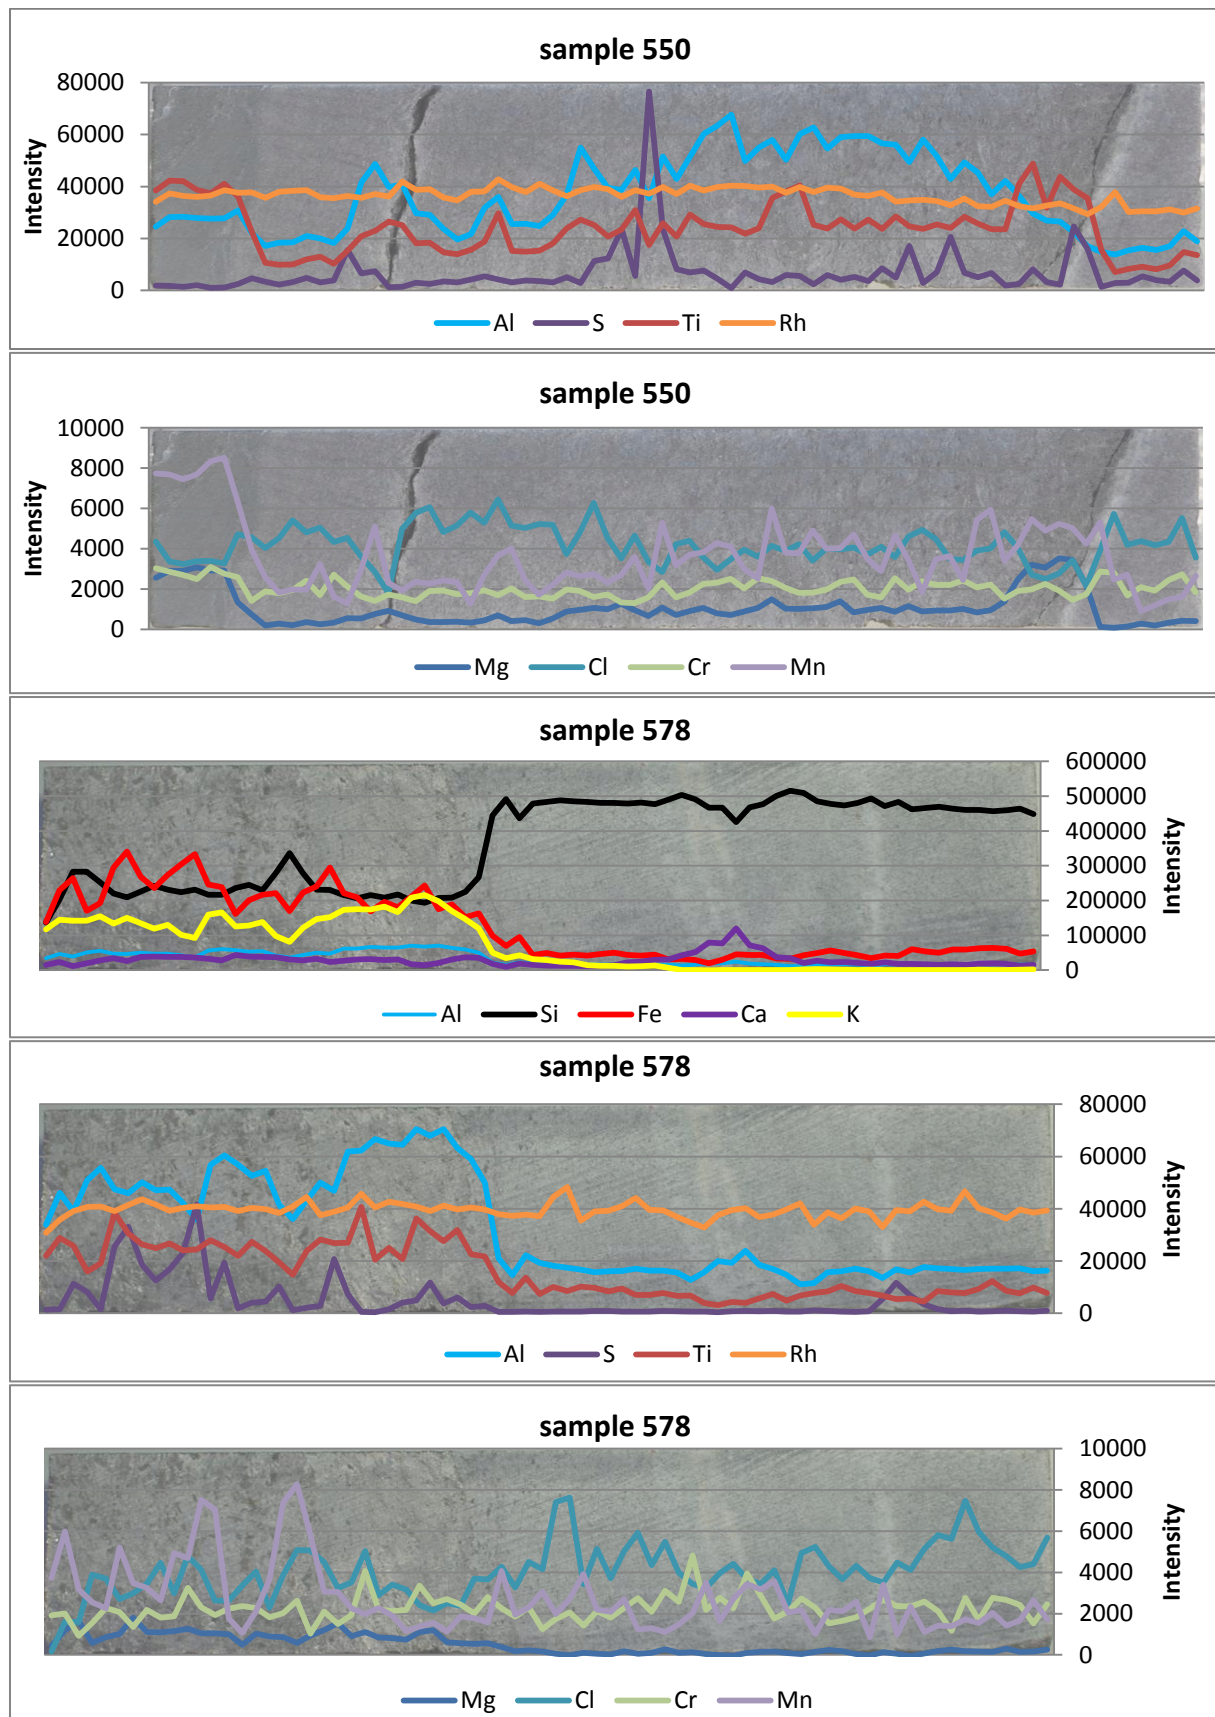 sample 550
80000
60000
40000
20000
0
Intensity
Al S Ti Rh
sample 550
10000
8000
6000
4000
2000
0
Intensity
Mg Cl Cr Mn
sample 578
600000
500000
400000
300000
200000
100000
0
Intensity
Al Si Fe Ca K
sample 578
80000
60000
40000
20000
0
Intensity
Al S Ti Rh
sample 578
10000
8000
6000
4000
2000
0
Intensity
Mg Cl Cr Mn